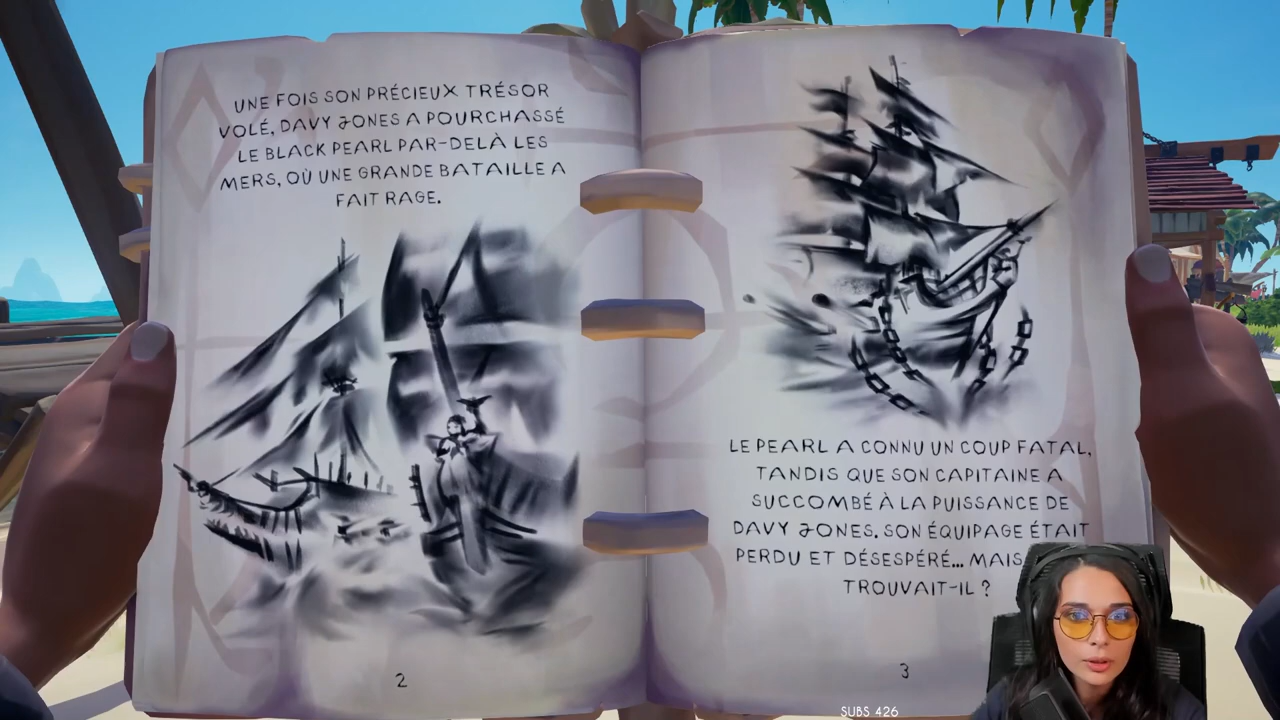 UNE FOIS SON PRÉCIEUX TRÉSOR
VOLÉ, DAVY JONES A POURCHASSÉ
LE BLACK PEARL PAR-DELÀ LES
MERS, OÙ UNE GRANDE BATAILLE A
FAIT RAGE.
2
LE PEARL A CONNU UN COUP FATAL,
TANDIS QUE SON CAPITAINE A
SUCCOMBÉ À LA PUISSANCE DE
DAVY JONES. SON ÉQUIPAGE ÉTAIT
PERDU ET DÉSESPÉRÉ... MAIS
TROUVAIT-IL ?
3
SUBS 426